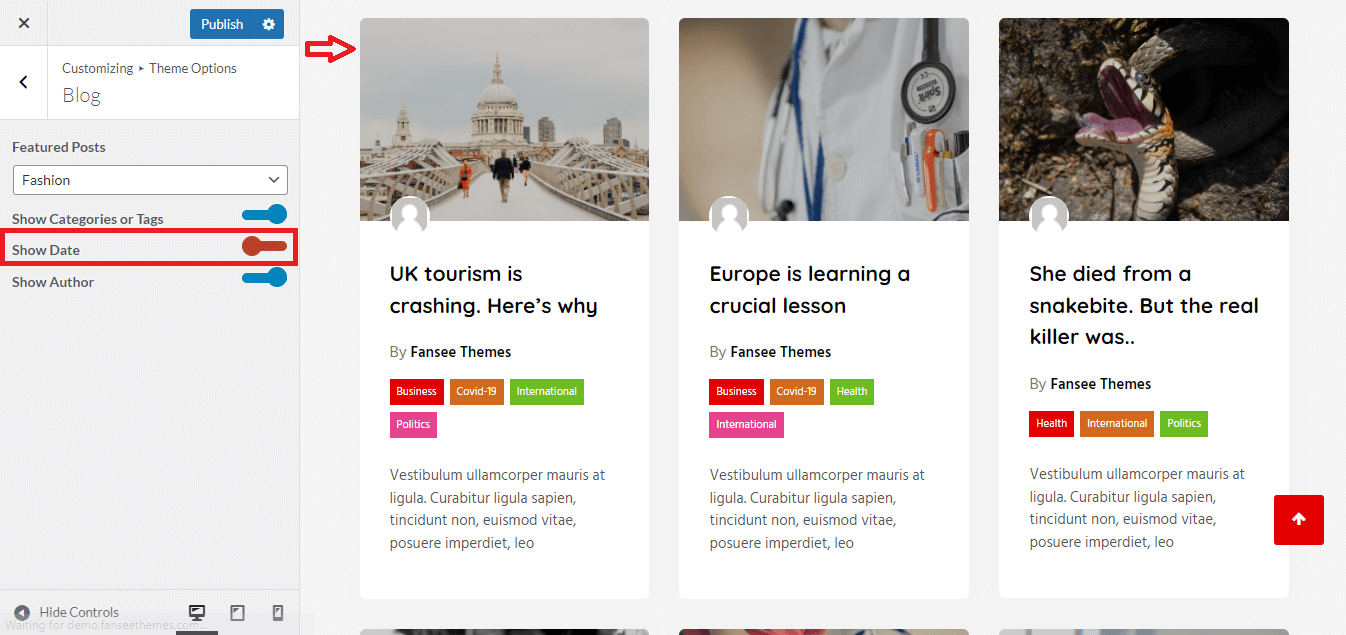 Publish
Customizing ▸ Theme Options
Blog
Featured Posts
Fashion
Show Categories or Tags
Show Date
Show Author
Hide Controls
Waiting for demo.fanseethemes.com...
Spirit
UK tourism is
crashing. Here’s why
By Fansee Themes
Business Covid-19 International
Politics
Vestibulum ullamcorper mauris at
ligula. Curabitur ligula sapien,
tincidunt non, euismod vitae,
posuere imperdiet, leo
Europe is learning a
crucial lesson
By Fansee Themes
Business Covid-19 Health
International
Vestibulum ullamcorper mauris at
ligula. Curabitur ligula sapien,
tincidunt non, euismod vitae,
posuere imperdiet, leo
She died from a
snakebite. But the real
killer was..
By Fansee Themes
Health International Politics
Vestibulum ullamcorper mauris at
ligula. Curabitur ligula sapien,
tincidunt non, euismod vitae,
posuere imperdiet, leo